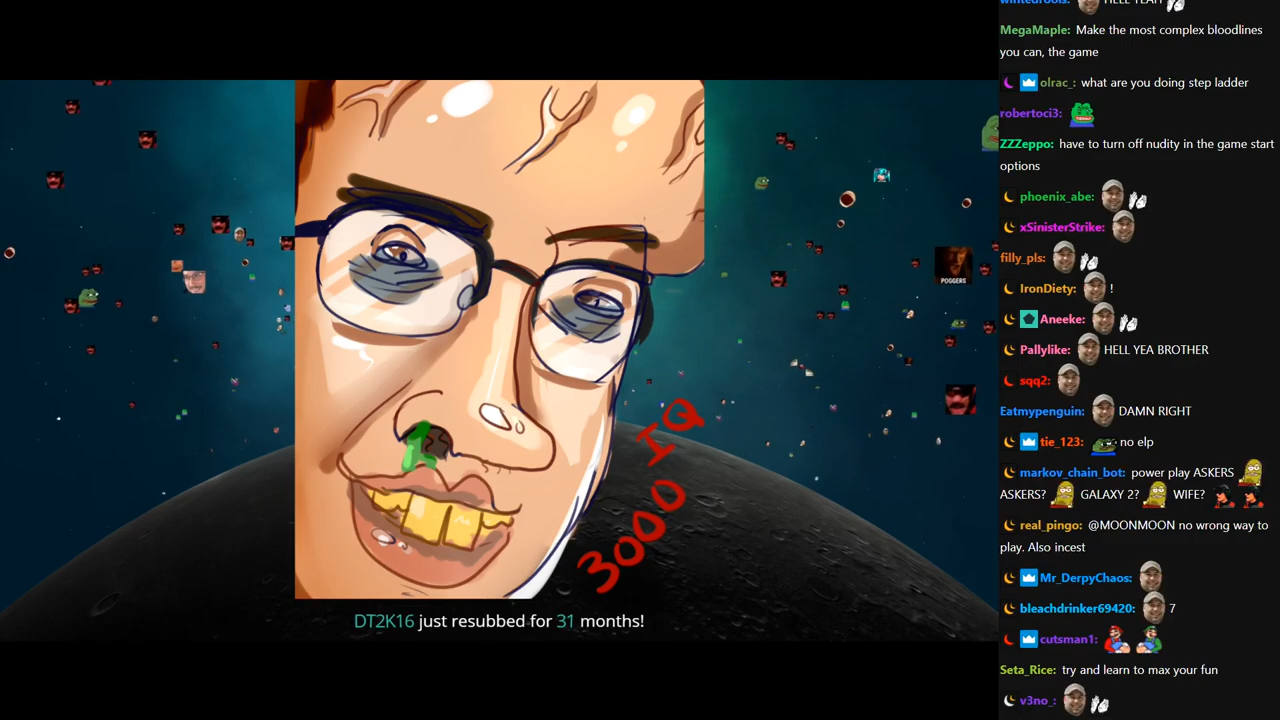 POGGERS
3000 IQ
DT2K16 just resubbed for 31 months!
MegaMaple: Make the most complex bloodlines
you can, the game
olrac_: what are you doing step ladder
robertoci3:
ZZZeppo: have to turn off nudity in the game start
options
phoenix_abe:
xSinisterStrike:
filly_pls:
IronDiety: !
Aneeke:
Pallylike: HELL YEA BROTHER
sqq2:
Eatmypenguin: DAMN RIGHT
tie_123: no elp
markov_chain_bot: power play ASKERS
ASKERS? GALAXY 2? WIFE?
real_pingo: @MOONMOON no wrong way to
play. Also incest
Mr_DerpyChaos:
bleachdrinker69420: 7
cutsman1:
Seta_Rice: try and learn to max your fun
v3no_: